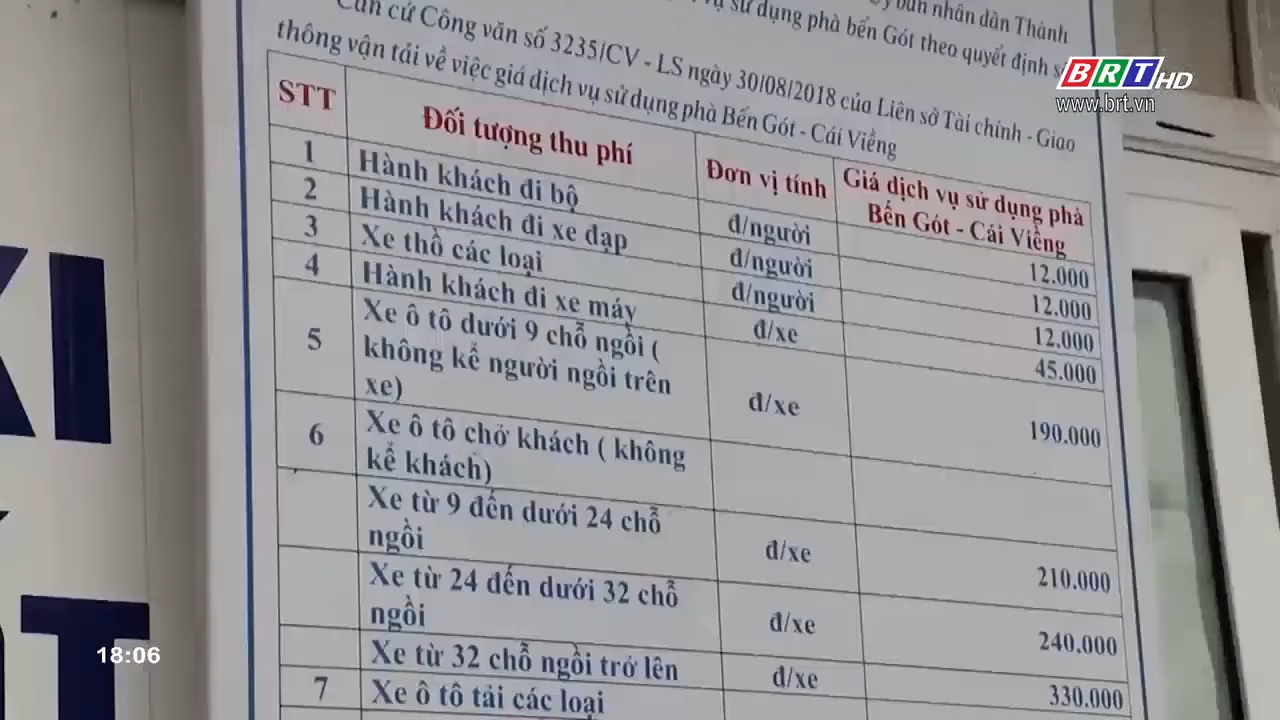 sử dụng phà bến Gót theo quyết định
ban nhân dân Thành
Căn cứ Công văn số 3235/CV - LS ngày 30/08/2018 của Liên sở Tài chính - Giao
thông vận tải về việc giá dịch vụ sử dụng phà Bến Gót - Cái Viềng
BRT HD
www.brt.vn
STT Đối tượng thu phí Đơn vị tính Giá dịch vụ sử dụng phà
Bến Gót - Cái Viềng
1 Hành khách đi bộ đ/người 12.000
2 Hành khách đi xe đạp đ/người 12.000
3 Xe thồ các loại đ/người 12.000
4 Hành khách đi xe máy đ/xe 45.000
5 Xe ô tô dưới 9 chỗ ngồi (
không kể người ngồi trên
xe) đ/xe 190.000
6 Xe ô tô chở khách ( không
kể khách)
Xe từ 9 đến dưới 24 chỗ
ngồi đ/xe 210.000
Xe từ 24 đến dưới 32 chỗ
ngồi đ/xe 240.000
Xe từ 32 chỗ ngồi trở lên đ/xe 330.000
7 Xe ô tô tải các loại
18:06